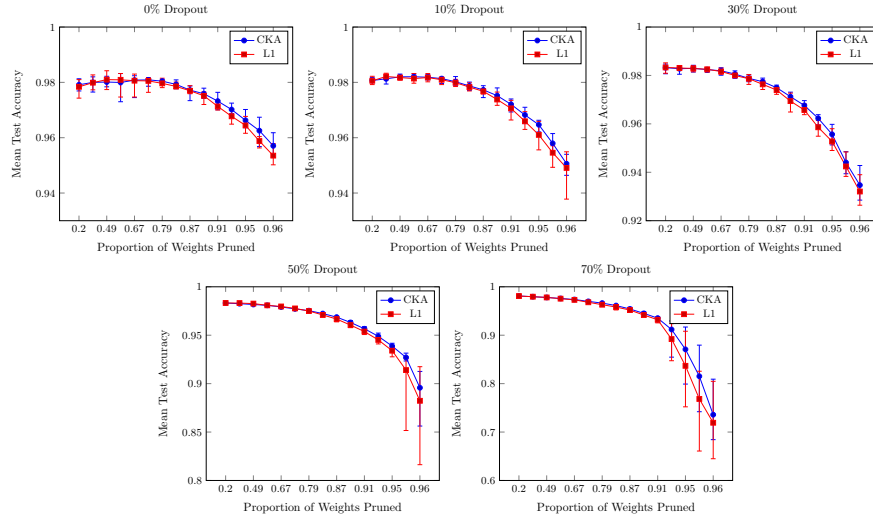 0% Dropout
CKA
L1
1
0.98
0.96
0.94
Mean Test Accuracy
0.2 0.49 0.67 0.79 0.87 0.91 0.95 0.96
Proportion of Weights Pruned
10% Dropout
CKA
L1
1
0.98
0.96
0.94
Mean Test Accuracy
0.2 0.49 0.67 0.79 0.87 0.91 0.95 0.96
Proportion of Weights Pruned
30% Dropout
CKA
L1
1
0.98
0.96
0.94
0.92
Mean Test Accuracy
0.2 0.49 0.67 0.79 0.87 0.91 0.95 0.96
Proportion of Weights Pruned
50% Dropout
CKA
L1
1
0.95
0.9
0.85
0.8
Mean Test Accuracy
0.2 0.49 0.67 0.79 0.87 0.91 0.95 0.96
Proportion of Weights Pruned
70% Dropout
CKA
L1
1
0.9
0.8
0.7
0.6
Mean Test Accuracy
0.2 0.49 0.67 0.79 0.87 0.91 0.95 0.96
Proportion of Weights Pruned